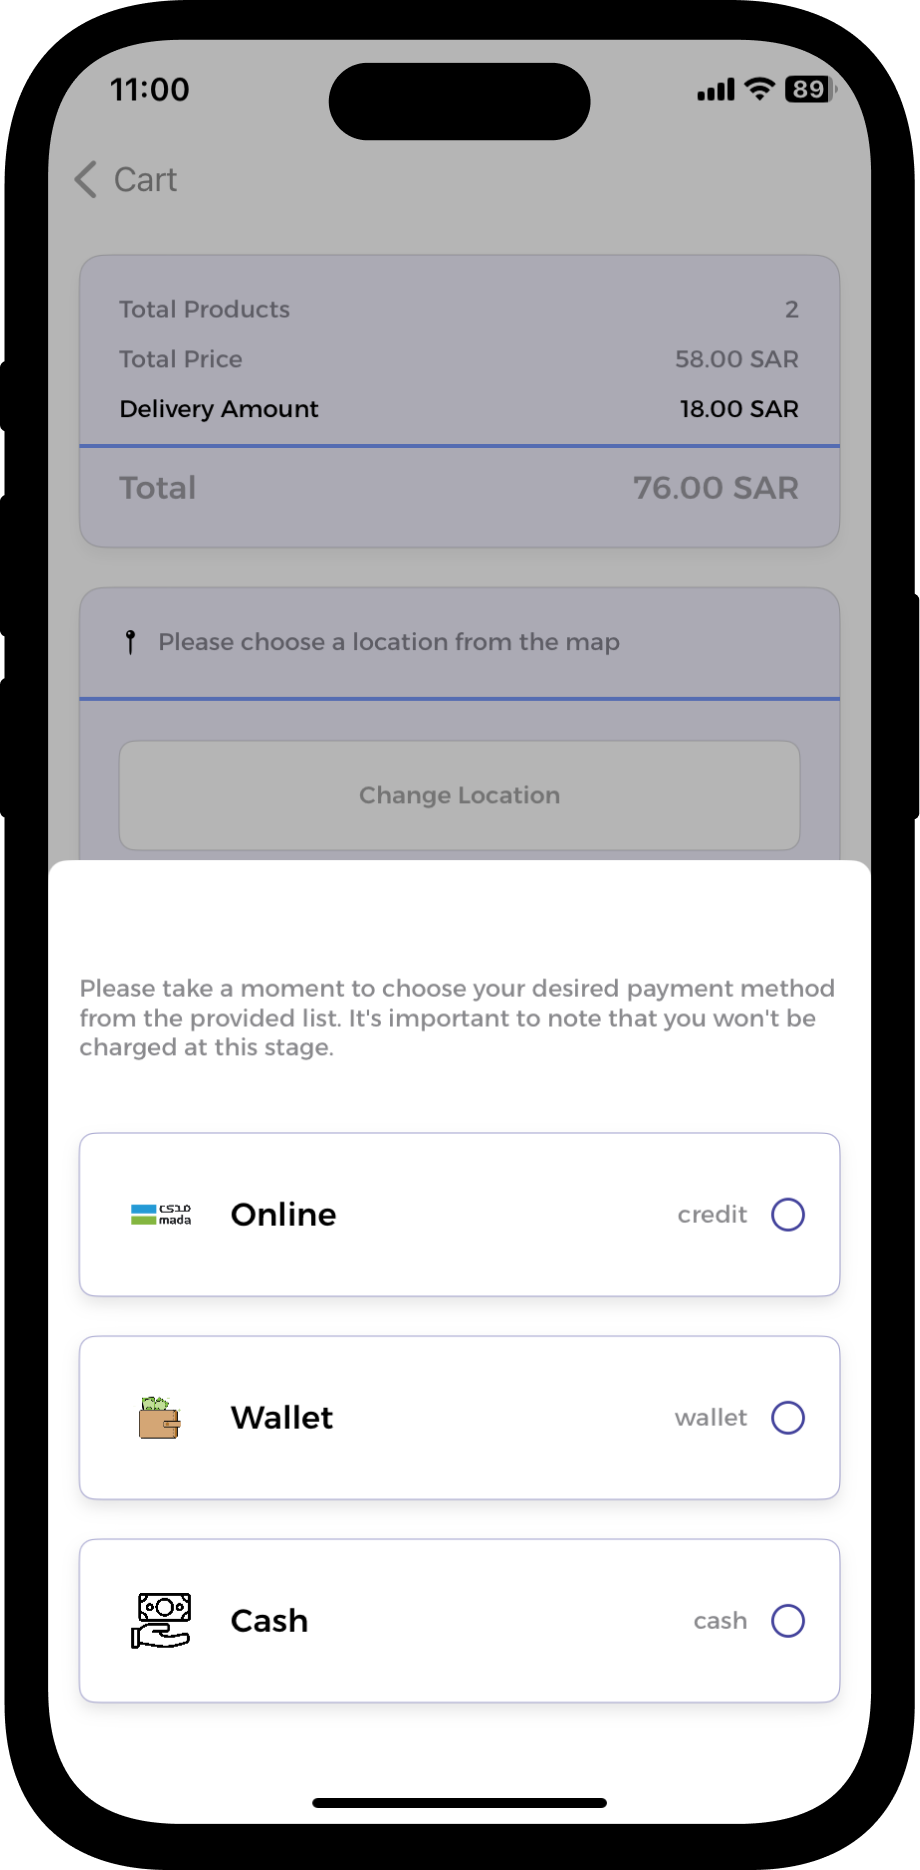 11:00
89
Cart
Total Products 2
Total Price 58.00 SAR
Delivery Amount 18.00 SAR
Total 76.00 SAR
Please choose a location from the map
Change Location
Please take a moment to choose your desired payment method
from the provided list. It's important to note that you won't be
charged at this stage.
مدى
mada
Online credit
Wallet wallet
Cash cash